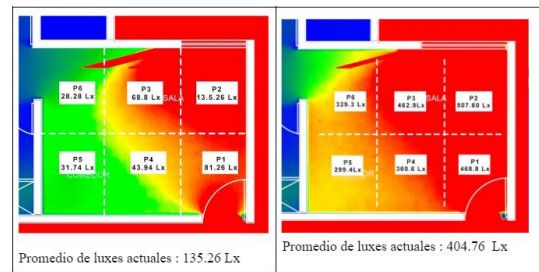 P6
28.28 Lx
P3
68.8 Lx
SALA
P2
13.5.26 Lx
P5
31.74 Lx
COMEDOR
P4
43.94 Lx
P1
81.26 Lx
Promedio de luxes actuales : 135.26 Lx
P6
329.3 Lx
P3
462.9Lx
SALA
P2
507.60 Lx
P5
299.4Lx
P4
360.6 Lx
P1
468.8 Lx
Promedio de luxes actuales : 404.76 Lx